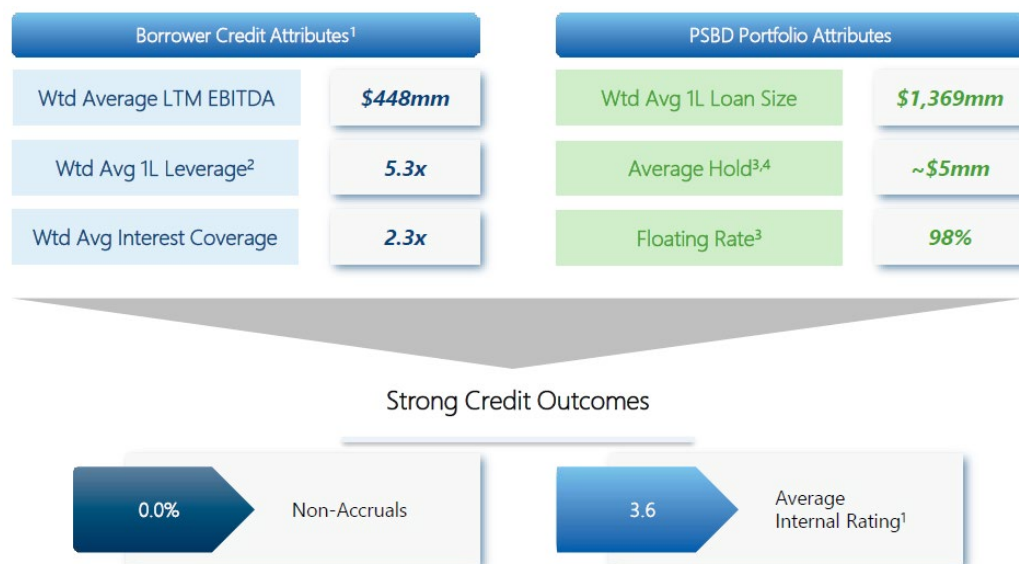 Borrower Credit Attributes¹
PSBD Portfolio Attributes
Wtd Average LTM EBITDA
$448mm
Wtd Avg 1L Loan Size
$1,369mm
Wtd Avg 1L Leverage²
5.3x
Average Hold³,⁴
~$5mm
Wtd Avg Interest Coverage
2.3x
Floating Rate³
98%
Strong Credit Outcomes
0.0%
Non-Accruals
3.6
Average
Internal Rating¹